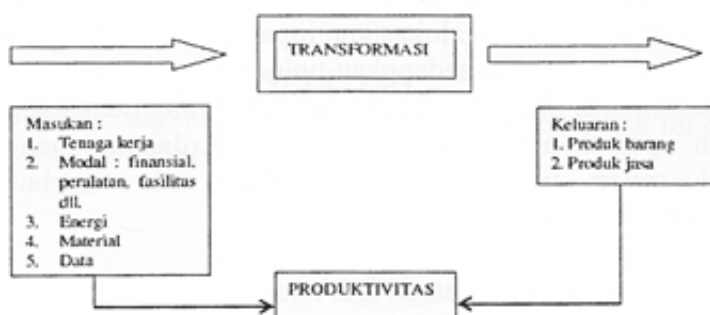 TRANSFORMASI
Masukan :
1. Tenaga kerja
2. Modal : finansial,
peralatan, fasilitas
dll.
3. Energi
4. Material
5. Data
Keluaran :
1. Produk barang
2. Produk jasa
PRODUKTIVITAS